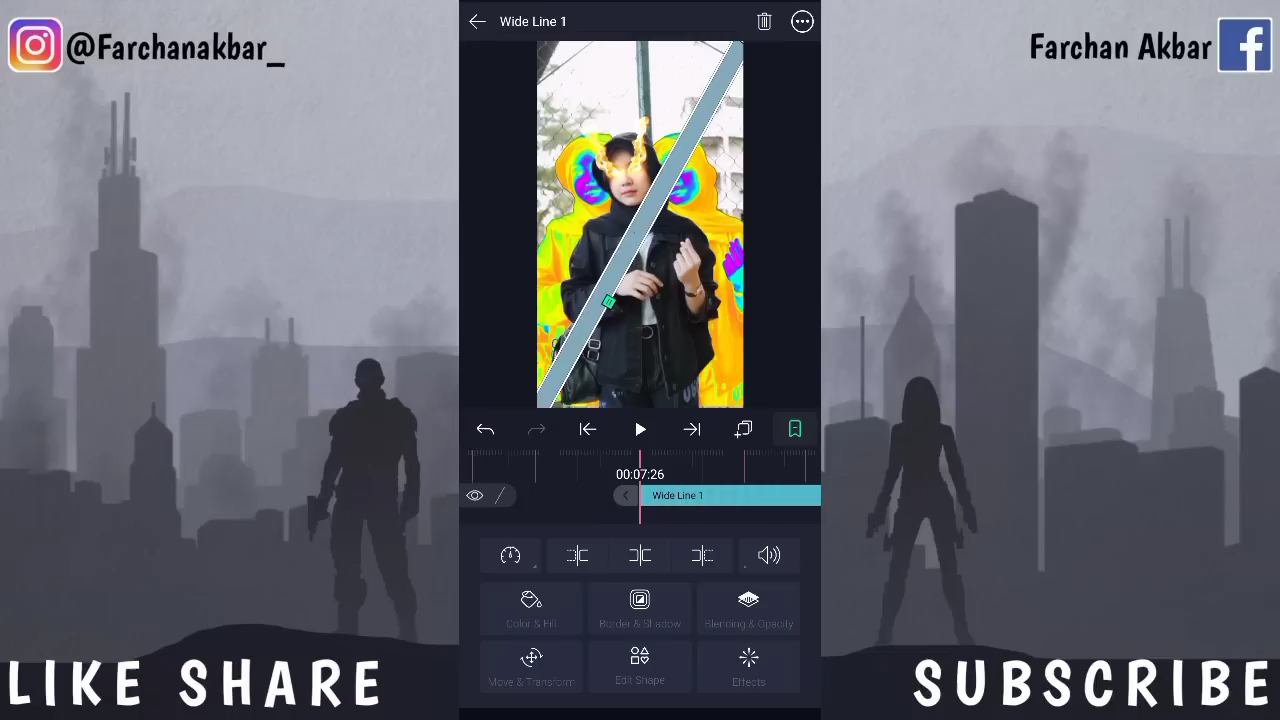 @Farchanakbar_
Wide Line 1
Farchan Akbar
00:07:26
Wide Line 1
Color & Fill
Border & Shadow
Blending & Opacity
Move & Transform
Edit Shape
Effects
LIKE SHARE
SUBSCRIBE